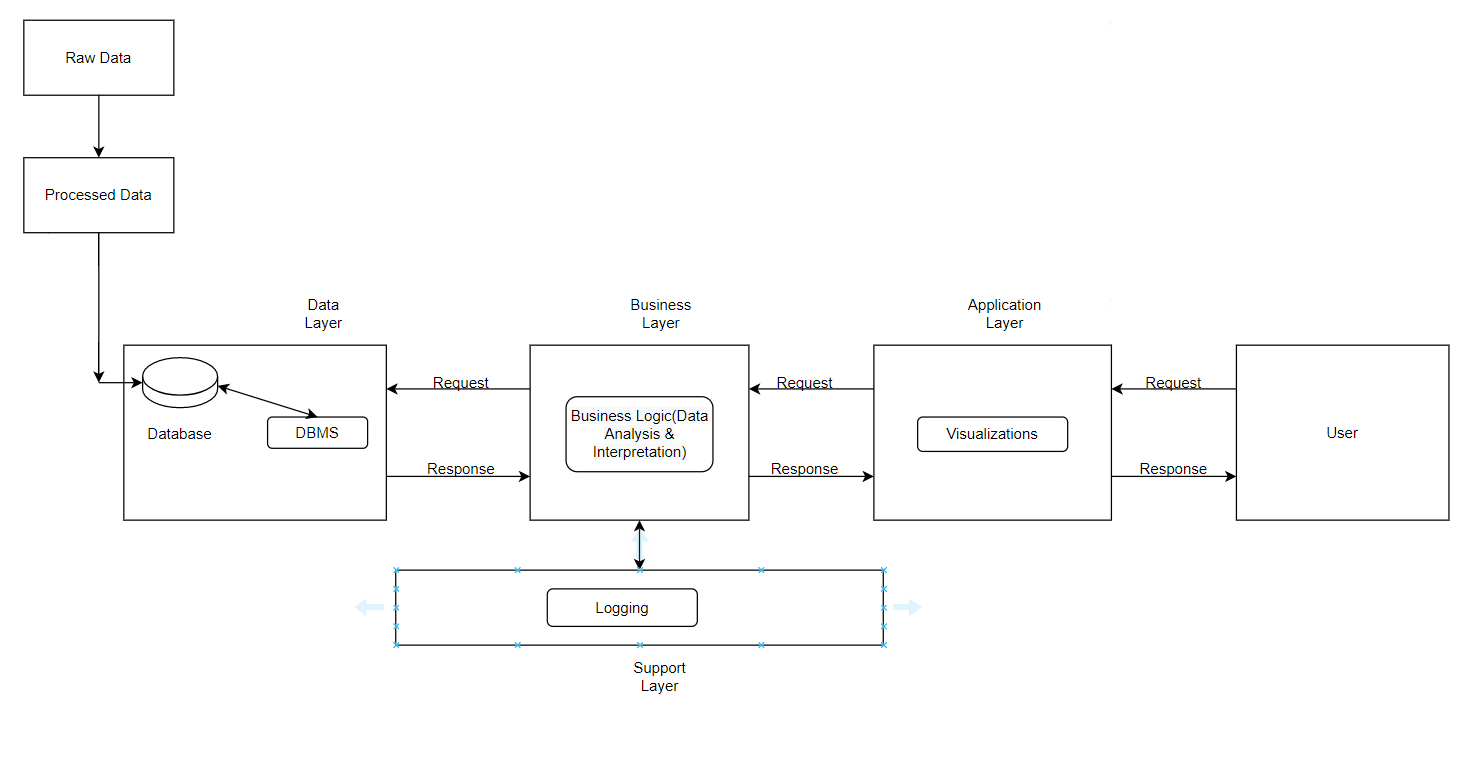 Raw Data
Processed Data
Data
Layer
Business
Layer
Application
Layer
Request
Request
Request
Database
DBMS
Business Logic(Data
Analysis &
Interpretation)
Visualizations
User
Response
Response
Response
Logging
Support
Layer